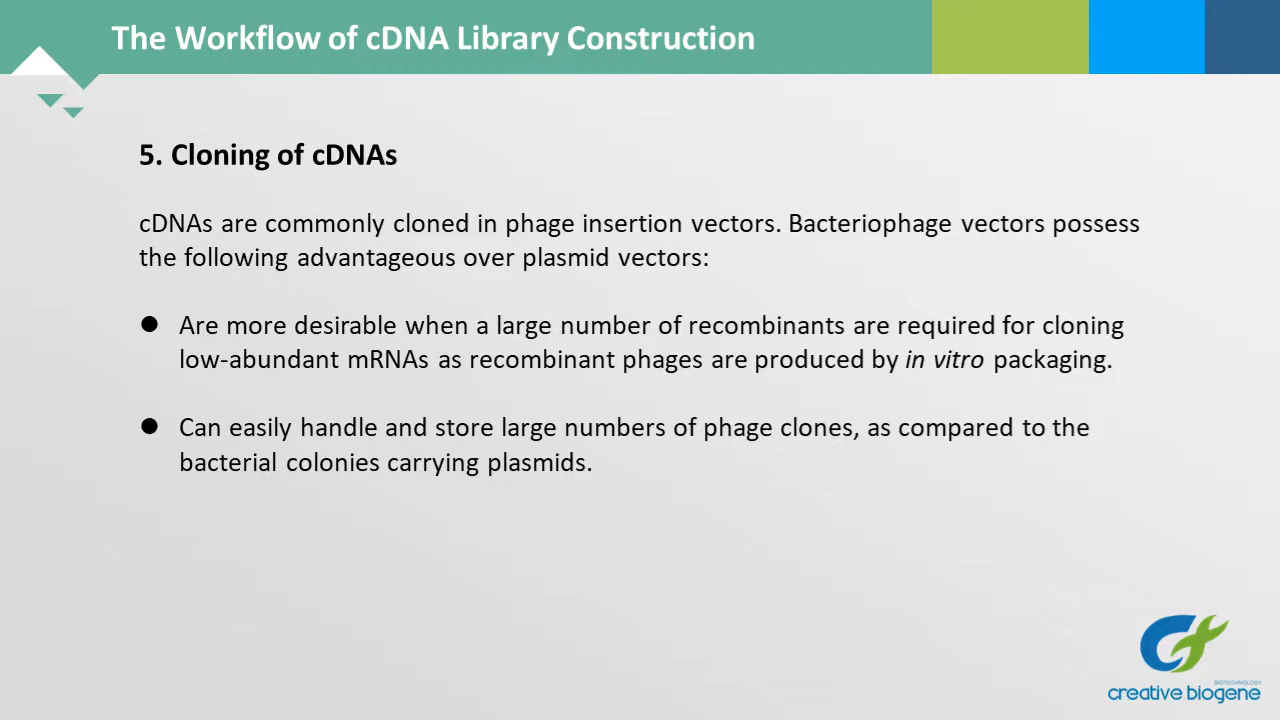 The Workflow of cDNA Library Construction
5. Cloning of cDNAs
cDNAs are commonly cloned in phage insertion vectors. Bacteriophage vectors possess
the following advantageous over plasmid vectors:
● Are more desirable when a large number of recombinants are required for cloning
low-abundant mRNAs as recombinant phages are produced by in vitro packaging.
● Can easily handle and store large numbers of phage clones, as compared to the
bacterial colonies carrying plasmids.
BIOTECHNOLOGY
creative biogene